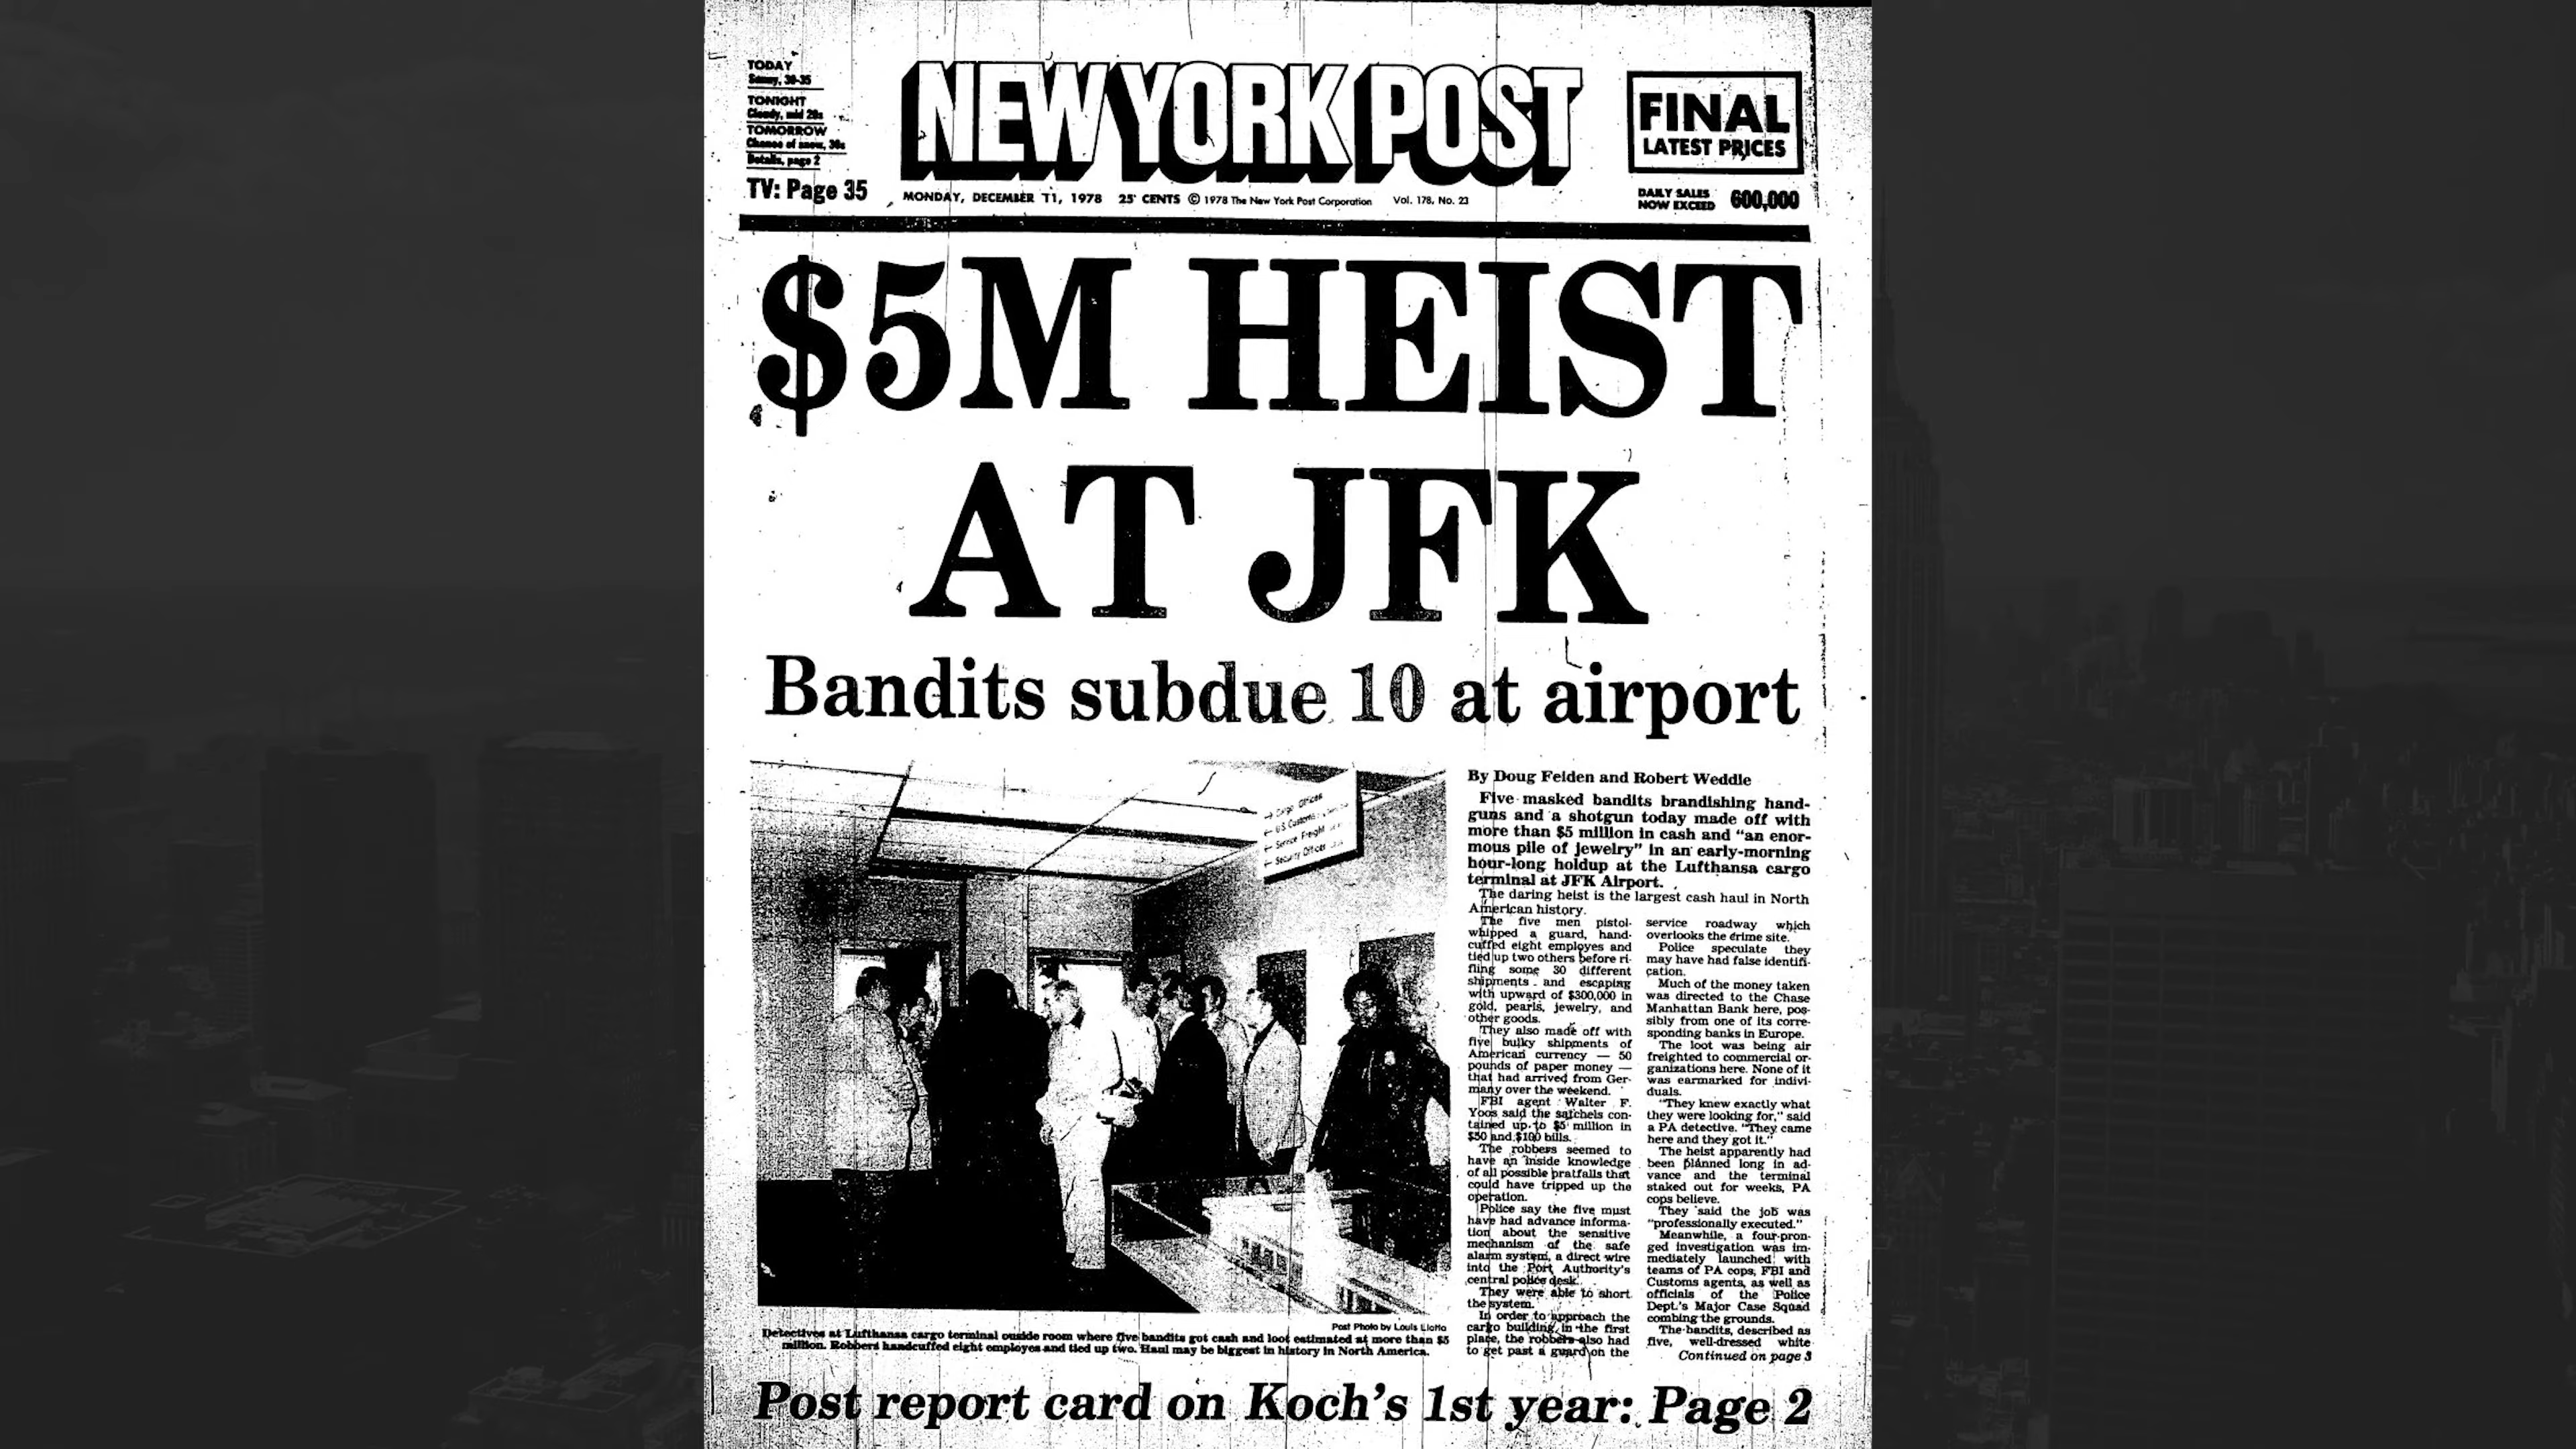 TODAY
Sunny, 30-35
TONIGHT
Cloudy, mid 20s
TOMORROW
Chance of snow, 30s
Details, page 2
TV: Page 35
NEW YORK POST
MONDAY, DECEMBER 11, 1978 25 CENTS © 1978 The New York Post Corporation Vol. 178, No. 23
FINAL
LATEST PRICES
DAILY SALES
NOW EXCEED 600,000
$5M HEIST
AT JFK
Bandits subdue 10 at airport
→ Cargo Offices
← U.S Customs
← Service Freight
← Security Offices
Post Photo by Louis Liotta
Detectives at Lufthansa cargo terminal ouside room where five bandits got cash and loot estimated at more than $5
million. Robbers handcuffed eight employes and tied up two. Haul may be biggest in history in North America.
By Doug Feiden and Robert Weddle
Five masked bandits brandishing hand-
guns and a shotgun today made off with
more than $5 million in cash and “an enor-
mous pile of jewelry” in an early-morning
hour-long holdup at the Lufthansa cargo
terminal at JFK Airport.
The daring heist is the largest cash haul in North
American history.
The five men pistol-
whipped a guard, hand-
cuffed eight employes and
tied up two others before ri-
fling some 30 different
shipments and escaping
with upward of $300,000 in
gold, pearls, jewelry, and
other goods.
They also made off with
five bulky shipments of
American currency — 50
pounds of paper money —
that had arrived from Ger-
many over the weekend.
FBI agent Walter F.
Yoos said the satchels con-
tained up to $5 million in
$50 and $100 bills.
The robbers seemed to
have an inside knowledge
of all possible pratfalls that
could have tripped up the
operation.
Police say the five must
have had advance informa-
tion about the sensitive
mechanism of the safe
alarm system, a direct wire
into the Port Authority's
central police desk.
They were able to short
the system.
In order to approach the
cargo building in the first
place, the robbers also had
to get past a guard on the
service roadway which
overlooks the crime site.
Police speculate they
may have had false identifi-
cation.
Much of the money taken
was directed to the Chase
Manhattan Bank here, pos-
sibly from one of its corre-
sponding banks in Europe.
The loot was being air
freighted to commercial or-
ganizations here. None of it
was earmarked for indivi-
duals.
“They knew exactly what
they were looking for,” said
a PA detective. “They came
here and they got it.”
The heist apparently had
been planned long in ad-
vance and the terminal
staked out for weeks, PA
cops believe.
They said the job was
“professionally executed.”
Meanwhile, a four-pron-
ged investigation was im-
mediately launched with
teams of PA cops, FBI and
Customs agents, as well as
officials of the Police
Dept.'s Major Case Squad
combing the grounds.
The bandits, described as
five, well-dressed white
Continued on page 3
Post report card on Koch's 1st year: Page 2